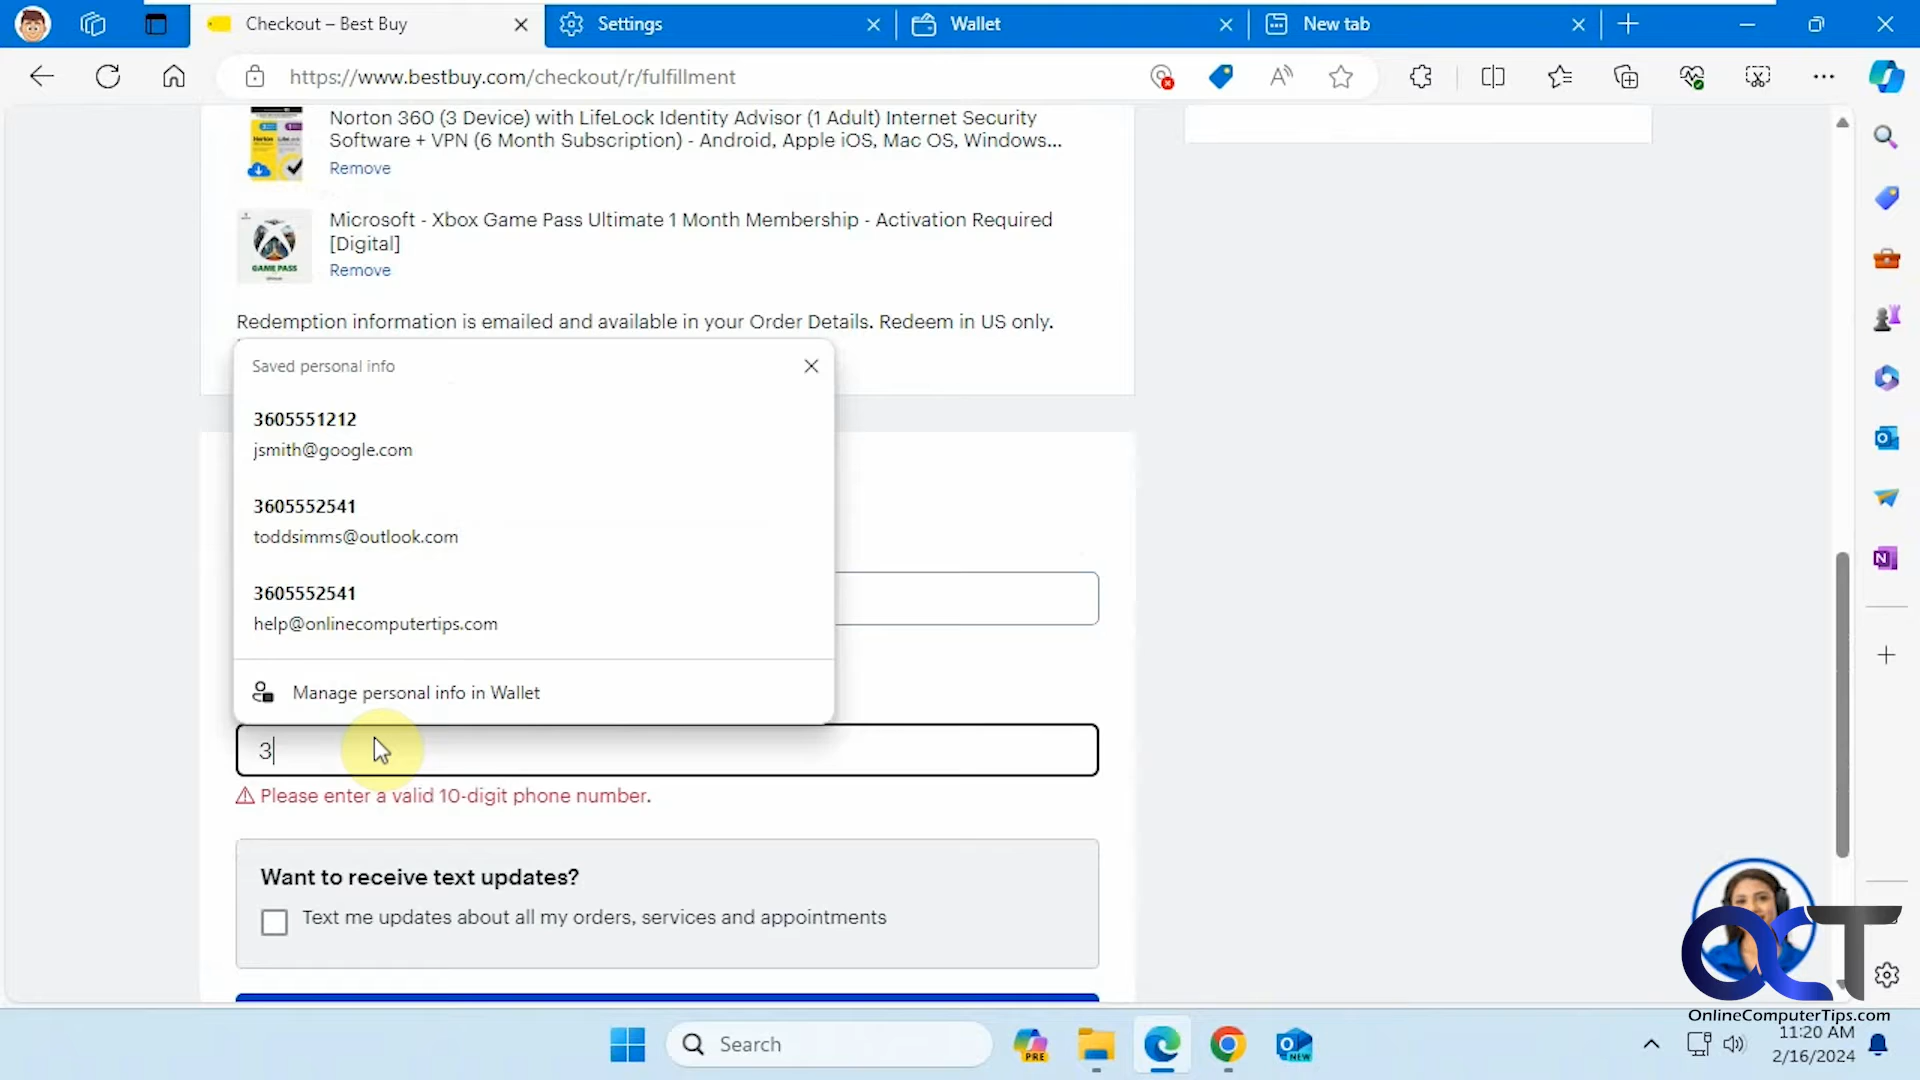 Checkout – Best Buy
Settings
Wallet
New tab
https://www.bestbuy.com/checkout/r/fulfillment
Norton 360 (3 Device) with LifeLock Identity Advisor (1 Adult) Internet Security
Software + VPN (6 Month Subscription) - Android, Apple iOS, Mac OS, Windows...
Remove
Microsoft - Xbox Game Pass Ultimate 1 Month Membership - Activation Required
[Digital]
Remove
GAME PASS
Redemption information is emailed and available in your Order Details. Redeem in US only.
Saved personal info
3605551212
jsmith@google.com
3605552541
toddsimms@outlook.com
3605552541
help@onlinecomputertips.com
Manage personal info in Wallet
3
Please enter a valid 10-digit phone number.
Want to receive text updates?
Text me updates about all my orders, services and appointments
OCT
OnlineComputerTips.com
Search
PRE
NEW
11:20 AM
2/16/2024